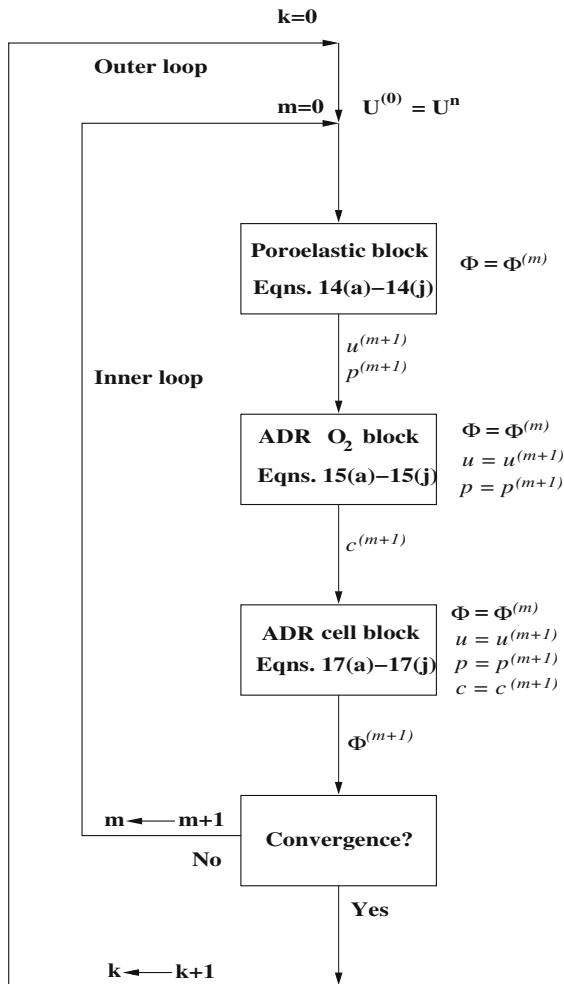 k=0
Outer loop
m=0
U^(0) = U^n
Poroelastic block
Eqns. 14(a)−14(j)
Φ = Φ^(m)
u^(m+1)
p^(m+1)
Inner loop
ADR O_2 block
Eqns. 15(a)−15(j)
Φ = Φ^(m)
u = u^(m+1)
p = p^(m+1)
c^(m+1)
ADR cell block
Eqns. 17(a)−17(j)
Φ = Φ^(m)
u = u^(m+1)
p = p^(m+1)
c = c^(m+1)
Φ^(m+1)
m ← m+1
No
Convergence?
Yes
k ← k+1